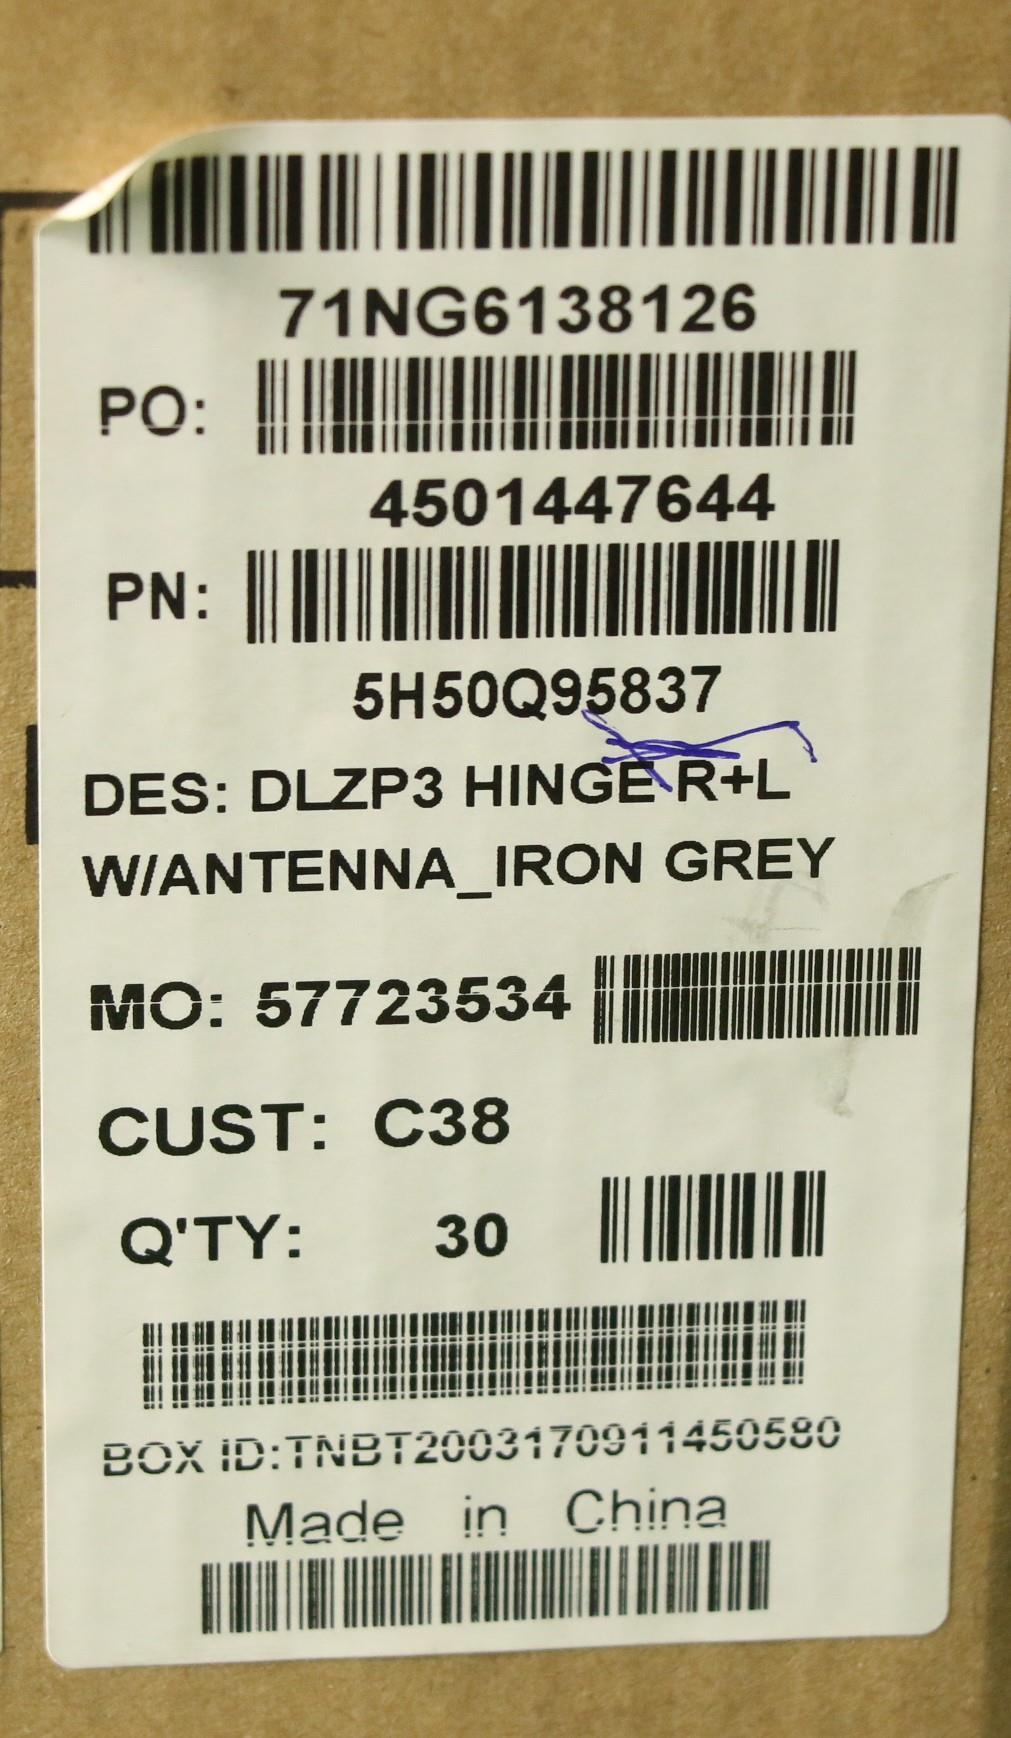 71NG6138126
PO:
4501447644
PN:
5H50Q95837
DES: DLZP3 HINGE R+L
W/ANTENNA_IRON GREY
MO: 57723534
CUST: C38
Q'TY: 30
BOX ID:TNBT2003170911450580
Made in China